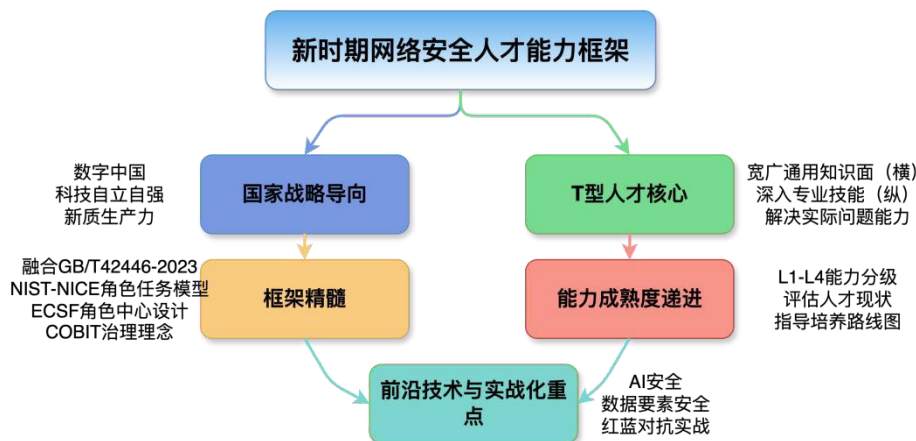 新时期网络安全人才能力框架
数字中国
科技自立自强
新质生产力
国家战略导向
T型人才核心
宽广通用知识面（横）
深入专业技能（纵）
解决实际问题能力
融合GB/T42446-2023
NIST-NICE角色任务模型
ECSF角色中心设计
COBIT治理理念
框架精髓
能力成熟度递进
L1-L4能力分级
评估人才现状
指导培养路线图
前沿技术与实战化重
点
AI安全
数据要素安全
红蓝对抗实战